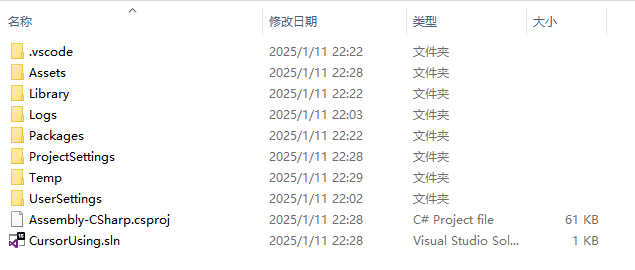 名称 修改日期 类型 大小
.vscode 2025/1/11 22:22 文件夹
Assets 2025/1/11 22:28 文件夹
Library 2025/1/11 22:22 文件夹
Logs 2025/1/11 22:03 文件夹
Packages 2025/1/11 22:22 文件夹
ProjectSettings 2025/1/11 22:28 文件夹
Temp 2025/1/11 22:29 文件夹
UserSettings 2025/1/11 22:02 文件夹
Assembly-CSharp.csproj 2025/1/11 22:28 C# Project file 61 KB
CursorUsing.sln 2025/1/11 22:28 Visual Studio Sol... 1 KB